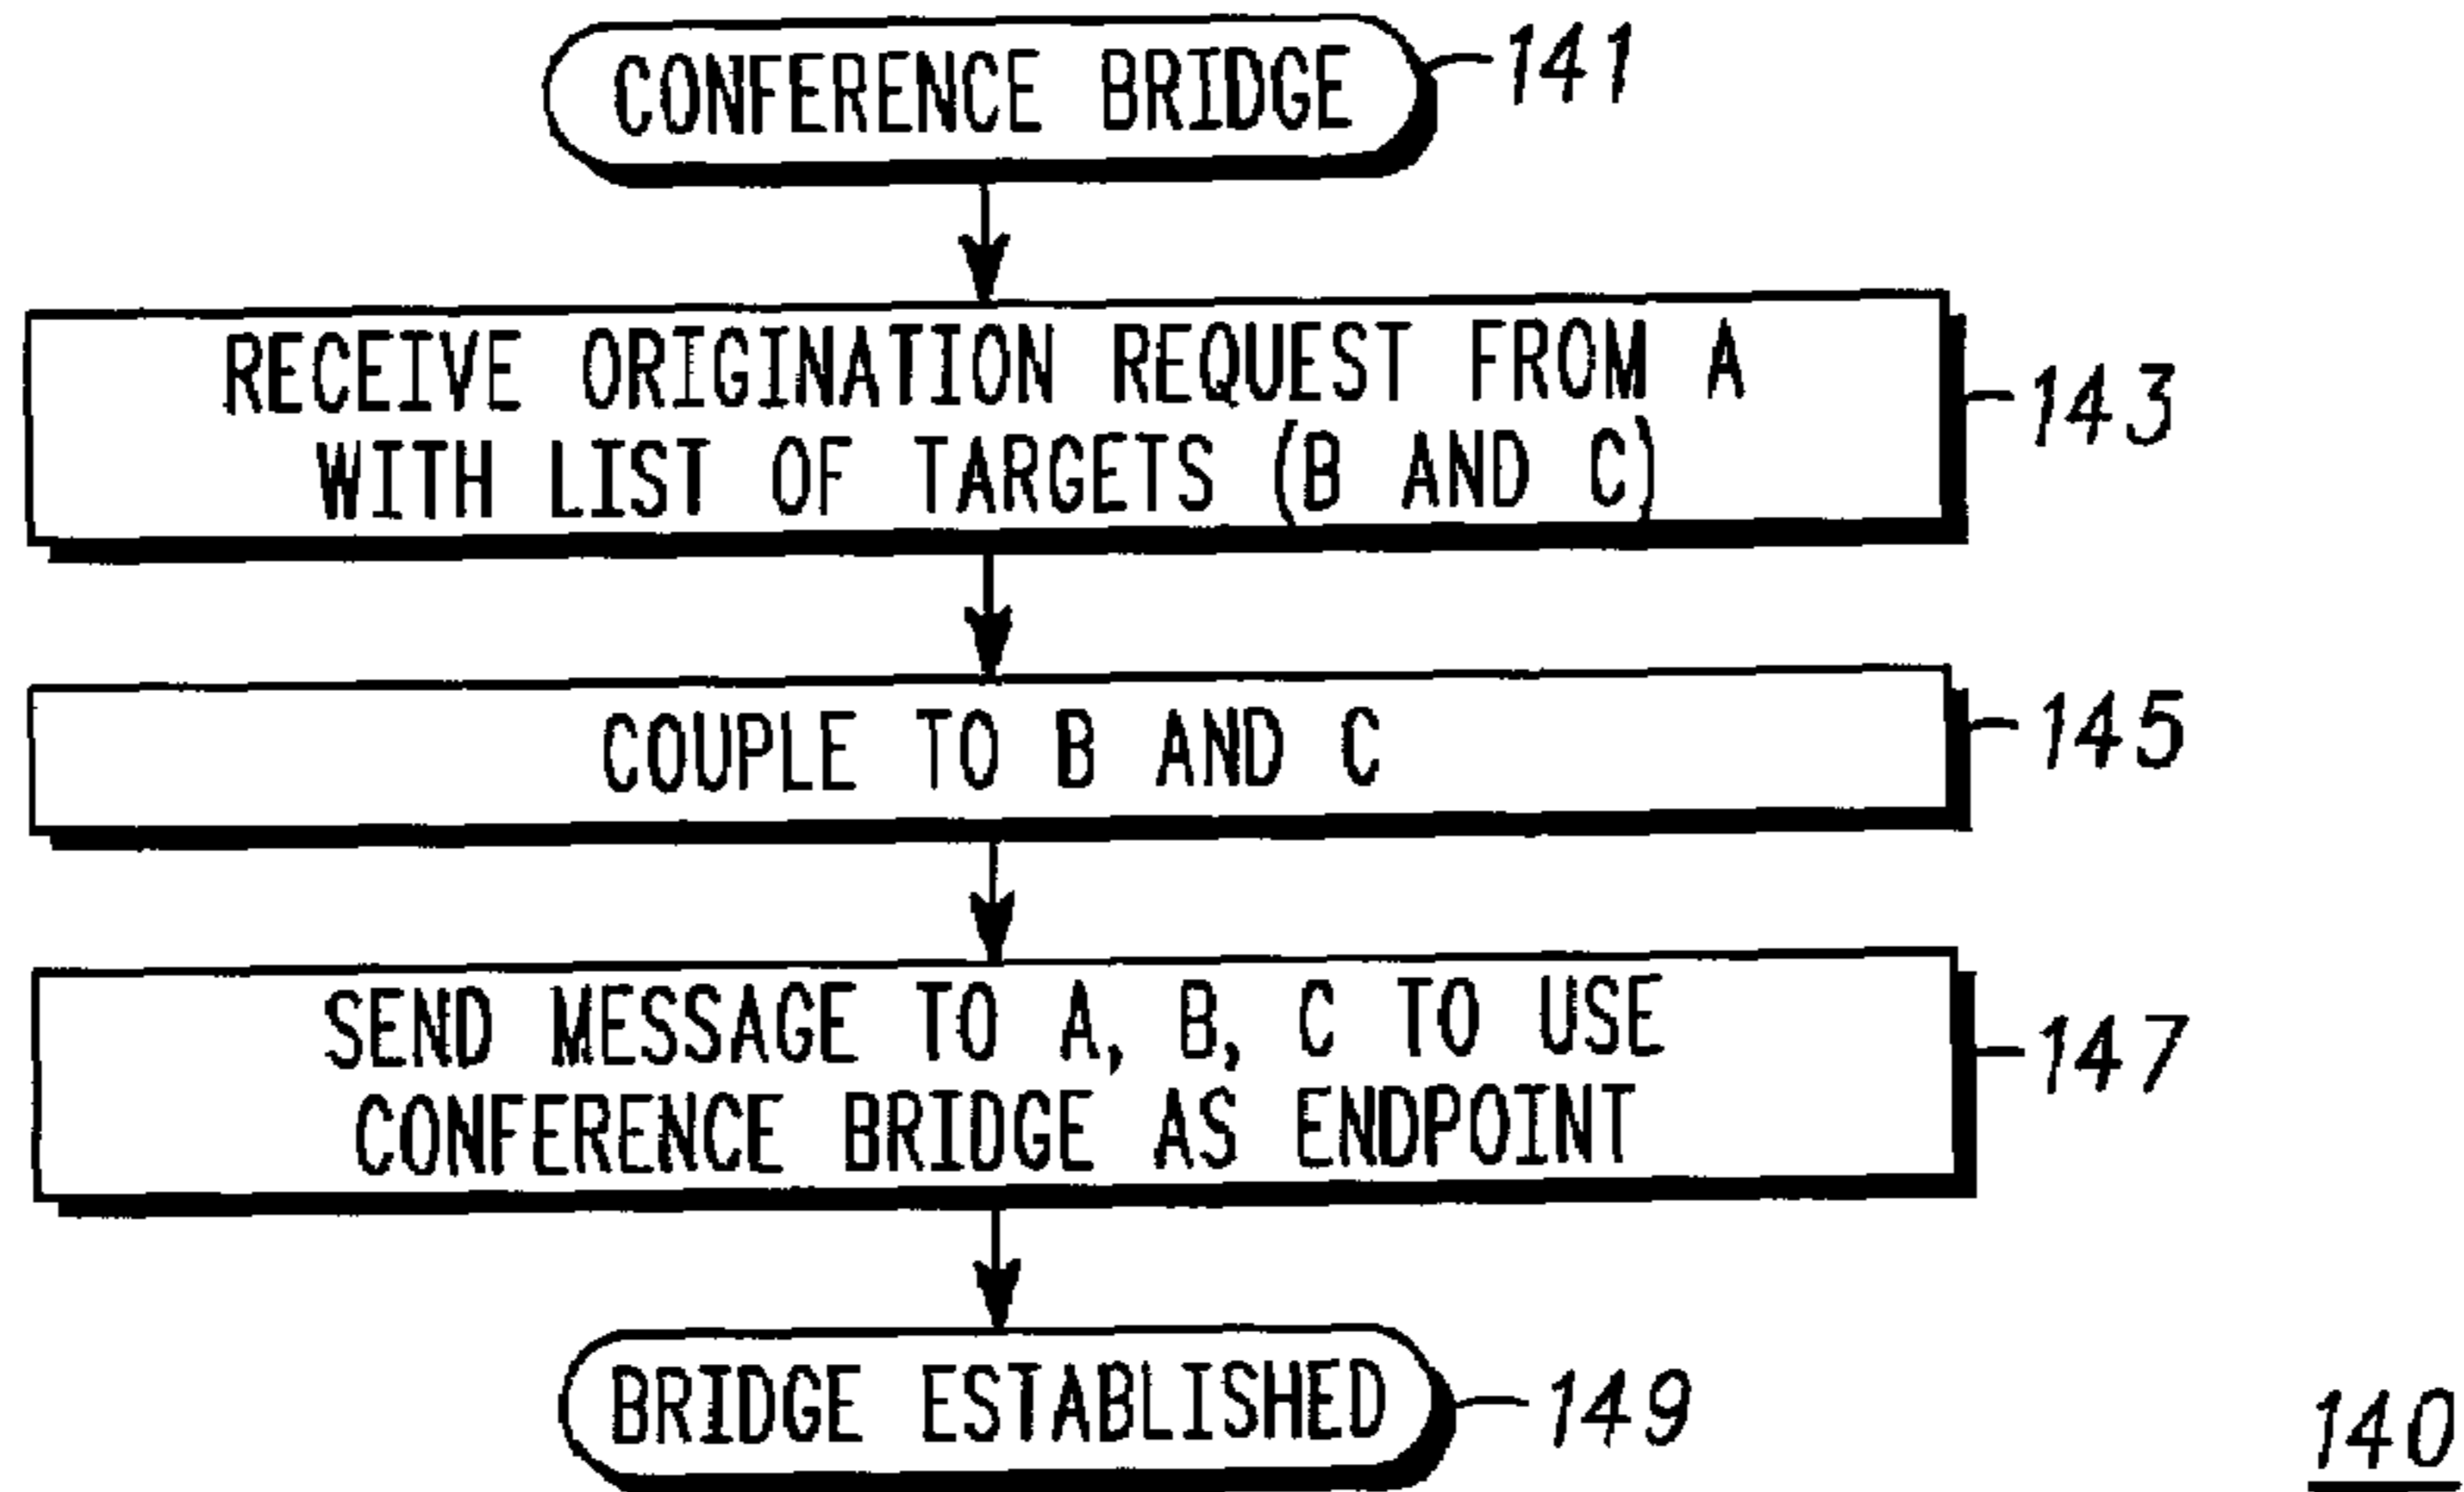 CONFERENCE BRIDGE 141
RECEIVE ORIGINATION REQUEST FROM A
WITH LIST OF TARGETS (B AND C)
143
COUPLE TO B AND C 145
SEND MESSAGE TO A, B, C TO USE
CONFERENCE BRIDGE AS ENDPOINT
147
BRIDGE ESTABLISHED 149
140